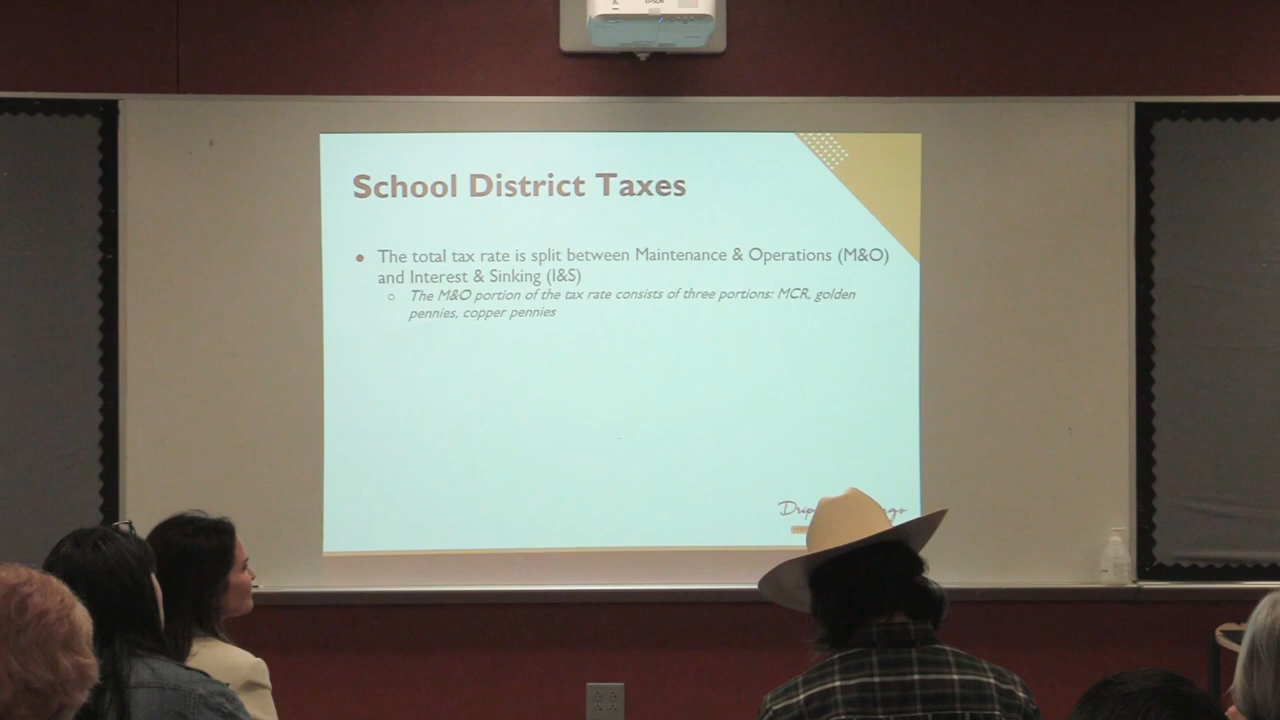 EPSON
School District Taxes
• The total tax rate is split between Maintenance & Operations (M&O)
and Interest & Sinking (I&S)
○ The M&O portion of the tax rate consists of three portions: MCR, golden
pennies, copper pennies